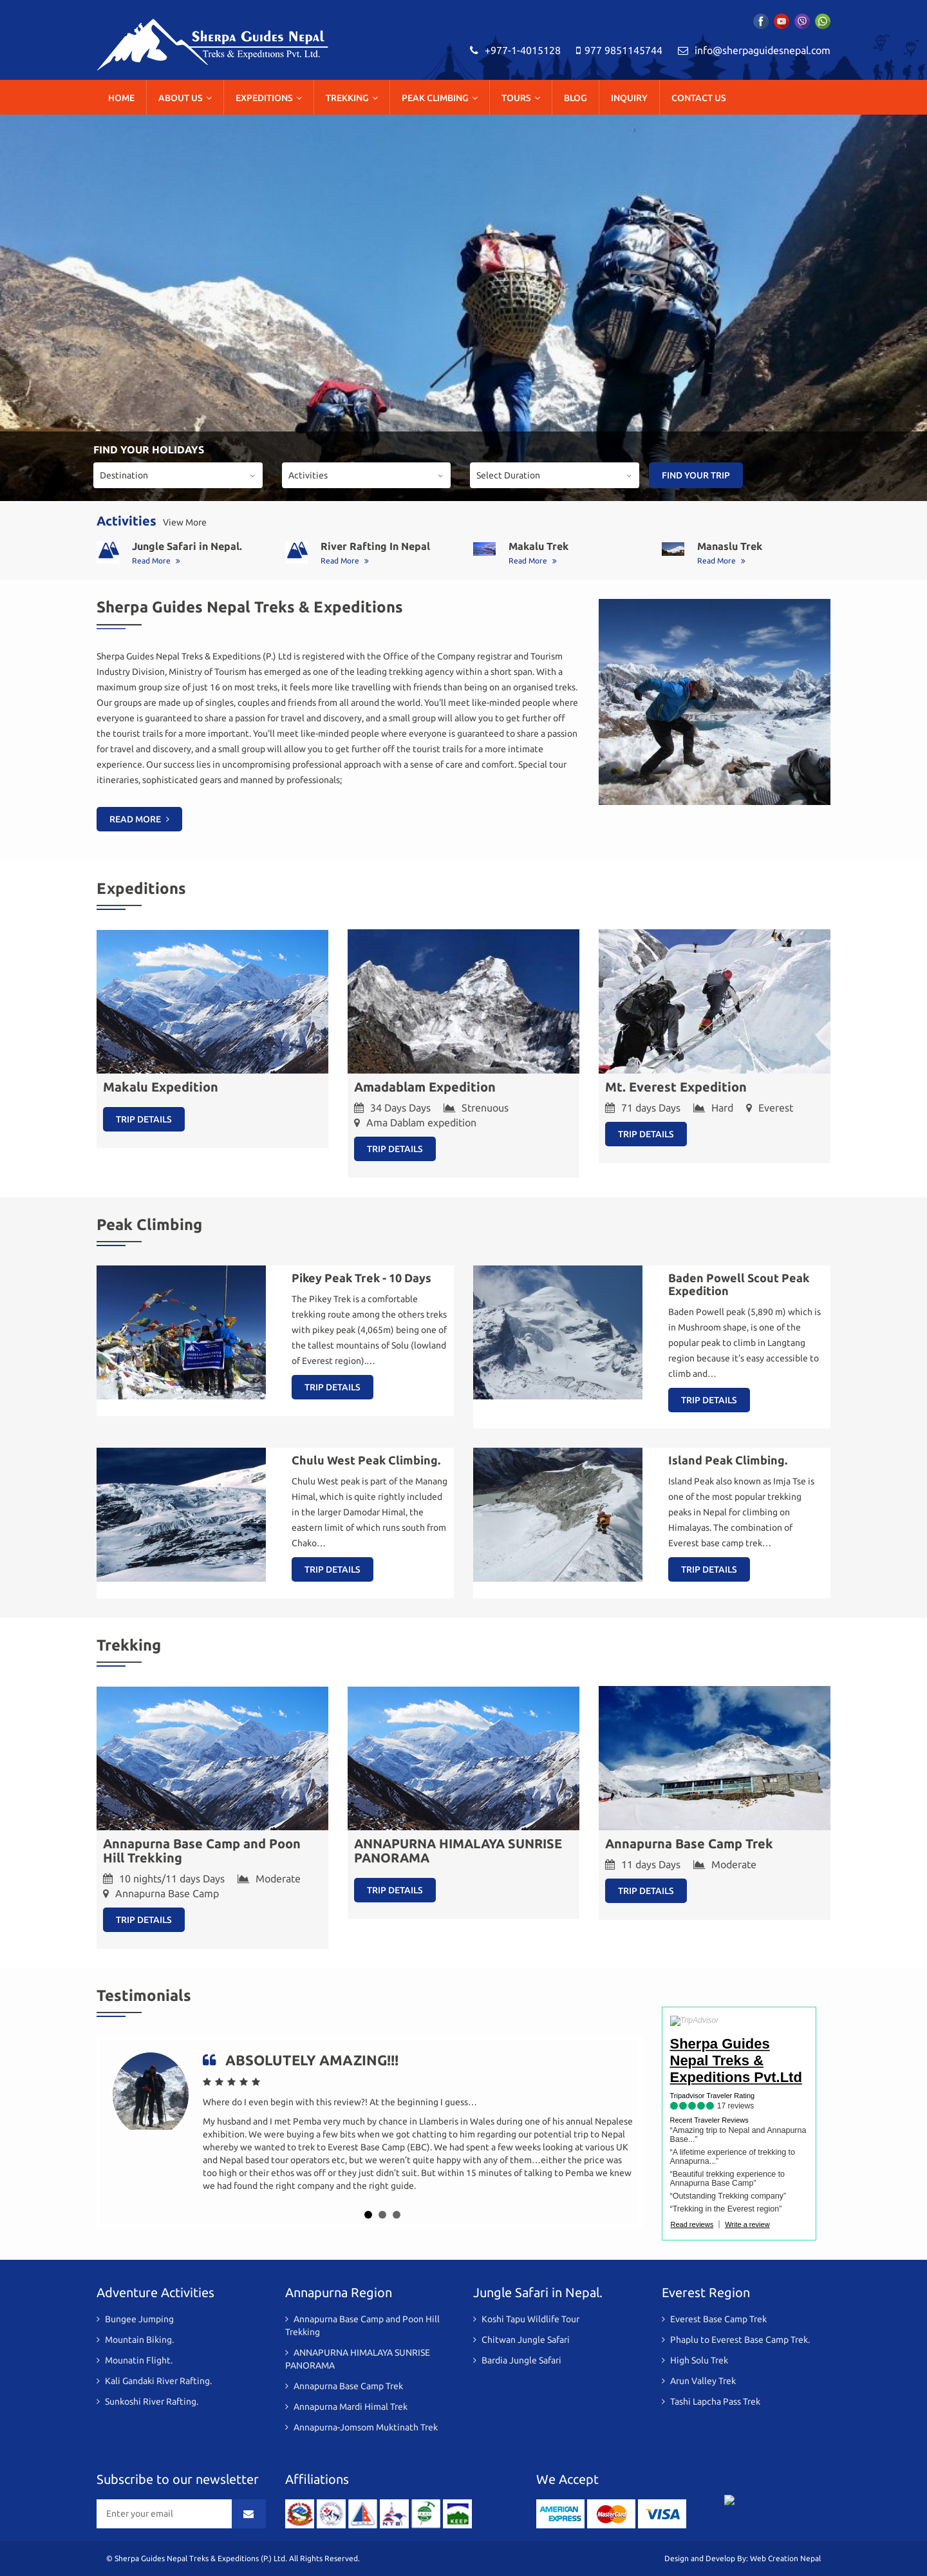 Sherpa Guides Nepal
Treks & Expeditions Pvt. Ltd.
+977-1-4015128
977 9851145744
info@sherpaguidesnepal.com
HOME
ABOUT US
EXPEDITIONS
TREKKING
PEAK CLIMBING
TOURS
BLOG
INQUIRY
CONTACT US
FIND YOUR HOLIDAYS
Destination
Activities
Select Duration
FIND YOUR TRIP
Activities View More
Jungle Safari in Nepal.
Read More »
River Rafting In Nepal
Read More »
Makalu Trek
Read More »
Manaslu Trek
Read More »
Sherpa Guides Nepal Treks & Expeditions
Sherpa Guides Nepal Treks & Expeditions (P.) Ltd is registered with the Office of the Company registrar and Tourism
Industry Division, Ministry of Tourism has emerged as one of the leading trekking agency within a short span. With a
maximum group size of just 16 on most treks, it feels more like travelling with friends than being on an organised treks.
Our groups are made up of singles, couples and friends from all around the world. You'll meet like-minded people where
everyone is guaranteed to share a passion for travel and discovery, and a small group will allow you to get further off
the tourist trails for a more important. You'll meet like-minded people where everyone is guaranteed to share a passion
for travel and discovery, and a small group will allow you to get further off the tourist trails for a more intimate
experience. Our success lies in uncompromising professional approach with a sense of care and comfort. Special tour
itineraries, sophisticated gears and manned by professionals;
READ MORE
Expeditions
Makalu Expedition
TRIP DETAILS
Amadablam Expedition
34 Days Days Strenuous
Ama Dablam expedition
TRIP DETAILS
Mt. Everest Expedition
71 days Days Hard Everest
TRIP DETAILS
Peak Climbing
Pikey Peak Trek - 10 Days
The Pikey Trek is a comfortable
trekking route among the others treks
with pikey peak (4,065m) being one of
the tallest mountains of Solu (lowland
of Everest region).…
TRIP DETAILS
Baden Powell Scout Peak
Expedition
Baden Powell peak (5,890 m) which is
in Mushroom shape, is one of the
popular peak to climb in Langtang
region because it's easy accessible to
climb and…
TRIP DETAILS
Chulu West Peak Climbing.
Chulu West peak is part of the Manang
Himal, which is quite rightly included
in the larger Damodar Himal, the
eastern limit of which runs south from
Chako…
TRIP DETAILS
Island Peak Climbing.
Island Peak also known as Imja Tse is
one of the most popular trekking
peaks in Nepal for climbing on
Himalayas. The combination of
Everest base camp trek…
TRIP DETAILS
Trekking
Annapurna Base Camp and Poon
Hill Trekking
10 nights/11 days Days Moderate
Annapurna Base Camp
TRIP DETAILS
ANNAPURNA HIMALAYA SUNRISE
PANORAMA
TRIP DETAILS
Annapurna Base Camp Trek
11 days Days Moderate
TRIP DETAILS
Testimonials
ABSOLUTELY AMAZING!!!
Where do I even begin with this review?! At the beginning I guess…
My husband and I met Pemba very much by chance in Llamberis in Wales during one of his annual Nepalese
exhibition. We were buying a few bits when we got chatting to him regarding our potential trip to Nepal
whereby we wanted to trek to Everest Base Camp (EBC). We had spent a few weeks looking at various UK
and Nepal based tour operators etc, but we weren't quite happy with any of them…either the price was
too high or their ethos was off or they just didn't suit. But within 15 minutes of talking to Pemba we knew
we had found the right company and the right guide.
TripAdvisor
Sherpa Guides
Nepal Treks &
Expeditions Pvt.Ltd
Tripadvisor Traveler Rating
17 reviews
Recent Traveler Reviews
"Amazing trip to Nepal and Annapurna
Base..."
"A lifetime experience of trekking to
Annapurna..."
"Beautiful trekking experience to
Annapurna Base Camp"
"Outstanding Trekking company"
"Trekking in the Everest region"
Read reviews | Write a review
Adventure Activities
Bungee Jumping
Mountain Biking.
Mounatin Flight.
Kali Gandaki River Rafting.
Sunkoshi River Rafting.
Annapurna Region
Annapurna Base Camp and Poon Hill
Trekking
ANNAPURNA HIMALAYA SUNRISE
PANORAMA
Annapurna Base Camp Trek
Annapurna Mardi Himal Trek
Annapurna-Jomsom Muktinath Trek
Jungle Safari in Nepal.
Koshi Tapu Wildlife Tour
Chitwan Jungle Safari
Bardia Jungle Safari
Everest Region
Everest Base Camp Trek
Phaplu to Everest Base Camp Trek.
High Solu Trek
Arun Valley Trek
Tashi Lapcha Pass Trek
Subscribe to our newsletter
Enter your email
Affiliations
NTB
KEEP
We Accept
AMERICAN
EXPRESS
MasterCard
VISA
© Sherpa Guides Nepal Treks & Expeditions (P.) Ltd. All Rights Reserved.
Design and Develop By: Web Creation Nepal